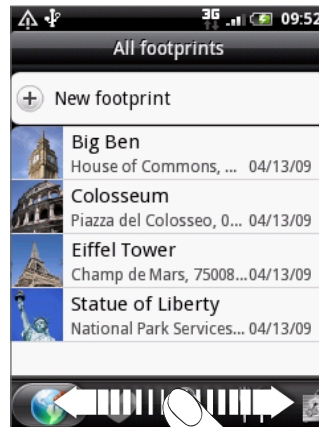 3G 09:52
All footprints
New footprint
Big Ben
House of Commons, ... 04/13/09
Colosseum
Piazza del Colosseo, 0... 04/13/09
Eiffel Tower
Champ de Mars, 75008... 04/13/09
Statue of Liberty
National Park Services... 04/13/09